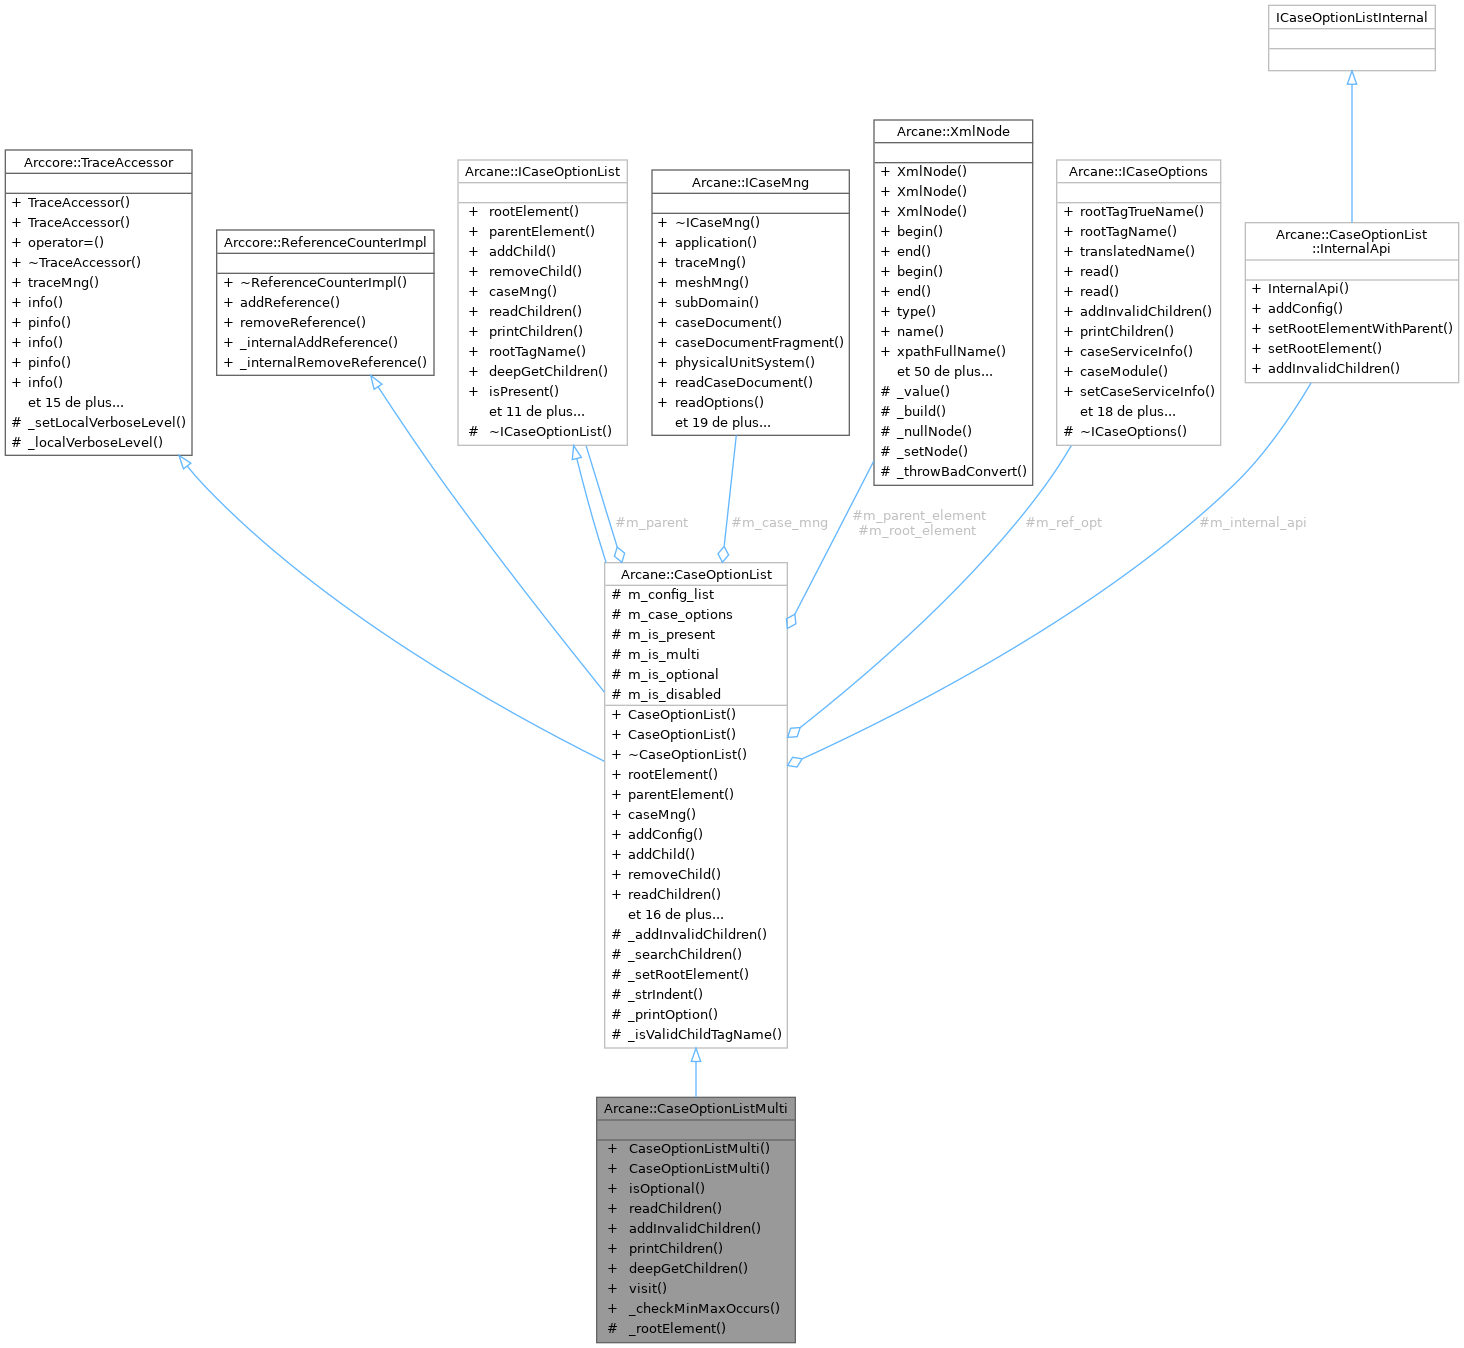 ICaseOptionListInternal
Arccore::TraceAccessor
+ TraceAccessor()
+ TraceAccessor()
+ operator=()
+ ~TraceAccessor()
+ traceMng()
+ info()
+ pinfo()
+ info()
+ pinfo()
+ info()
et 15 de plus...
# _setLocalVerboseLevel()
# _localVerboseLevel()
Arccore::ReferenceCounterImpl
+ ~ReferenceCounterImpl()
+ addReference()
+ removeReference()
+ _internalAddReference()
+ _internalRemoveReference()
Arcane::ICaseOptionList
+ rootElement()
+ parentElement()
+ addChild()
+ removeChild()
+ caseMng()
+ readChildren()
+ printChildren()
+ rootTagName()
+ deepGetChildren()
+ isPresent()
et 11 de plus...
# ~ICaseOptionList()
Arcane::ICaseMng
+ ~ICaseMng()
+ application()
+ traceMng()
+ meshMng()
+ subDomain()
+ caseDocument()
+ caseDocumentFragment()
+ physicalUnitSystem()
+ readCaseDocument()
+ readOptions()
et 19 de plus...
Arcane::XmlNode
+ XmlNode()
+ XmlNode()
+ XmlNode()
+ begin()
+ end()
+ begin()
+ end()
+ type()
+ name()
+ xpathFullName()
et 50 de plus...
# _value()
# _build()
# _nullNode()
# _setNode()
# _throwBadConvert()
Arcane::ICaseOptions
+ rootTagTrueName()
+ rootTagName()
+ translatedName()
+ read()
+ read()
+ addInvalidChildren()
+ printChildren()
+ caseServiceInfo()
+ caseModule()
+ setCaseServiceInfo()
et 18 de plus...
# ~ICaseOptions()
Arcane::CaseOptionList
::InternalApi
+ InternalApi()
+ addConfig()
+ setRootElementWithParent()
+ setRootElement()
+ addInvalidChildren()
#m_parent
#m_case_mng
#m_parent_element
#m_root_element
#m_ref_opt
#m_internal_api
Arcane::CaseOptionList
# m_config_list
# m_case_options
# m_is_present
# m_is_multi
# m_is_optional
# m_is_disabled
+ CaseOptionList()
+ CaseOptionList()
+ ~CaseOptionList()
+ rootElement()
+ parentElement()
+ caseMng()
+ addConfig()
+ addChild()
+ removeChild()
+ readChildren()
et 16 de plus...
# _addInvalidChildren()
# _searchChildren()
# _setRootElement()
# _strIndent()
# _printOption()
# _isValidChildTagName()
Arcane::CaseOptionListMulti
+ CaseOptionListMulti()
+ CaseOptionListMulti()
+ isOptional()
+ readChildren()
+ addInvalidChildren()
+ printChildren()
+ deepGetChildren()
+ visit()
+ _checkMinMaxOccurs()
# _rootElement()